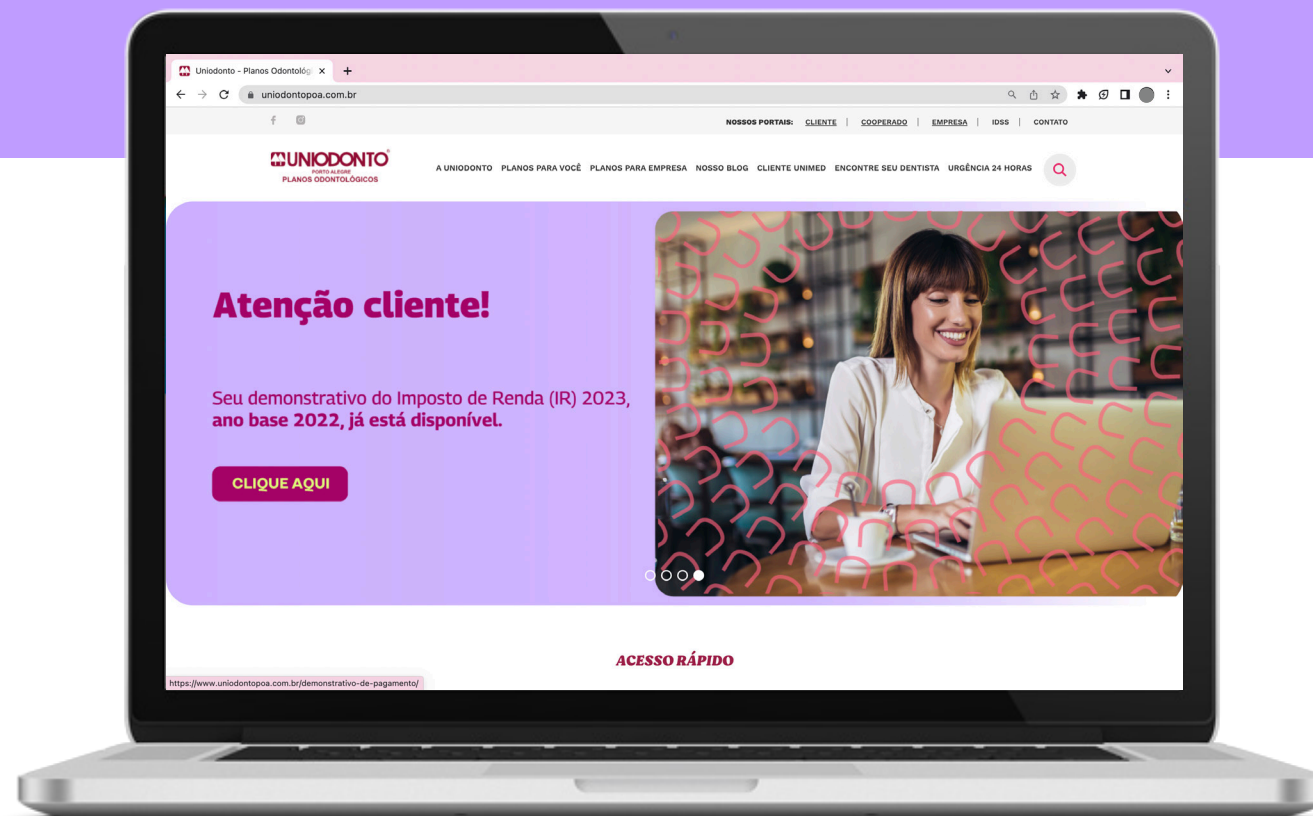 Uniodonto - Planos Odontológ
uniodontopoa.com.br
NOSSOS PORTAIS: CLIENTE | COOPERADO | EMPRESA | IDSS | CONTATO
UNIODONTO®
PORTO ALEGRE
PLANOS ODONTOLÓGICOS
A UNIODONTO PLANOS PARA VOCÊ PLANOS PARA EMPRESA NOSSO BLOG CLIENTE UNIMED ENCONTRE SEU DENTISTA URGÊNCIA 24 HORAS
Atenção cliente!
Seu demonstrativo do Imposto de Renda (IR) 2023,
ano base 2022, já está disponível.
CLIQUE AQUI
ACESSO RÁPIDO
https://www.uniodontopoa.com.br/demonstrativo-de-pagamento/